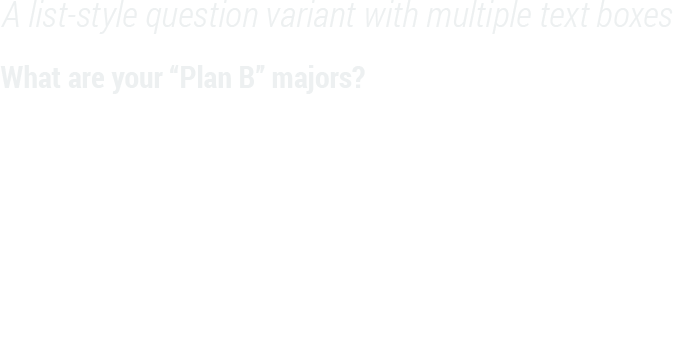 A list-style question variant with multiple text boxes
What are your “Plan B” majors?